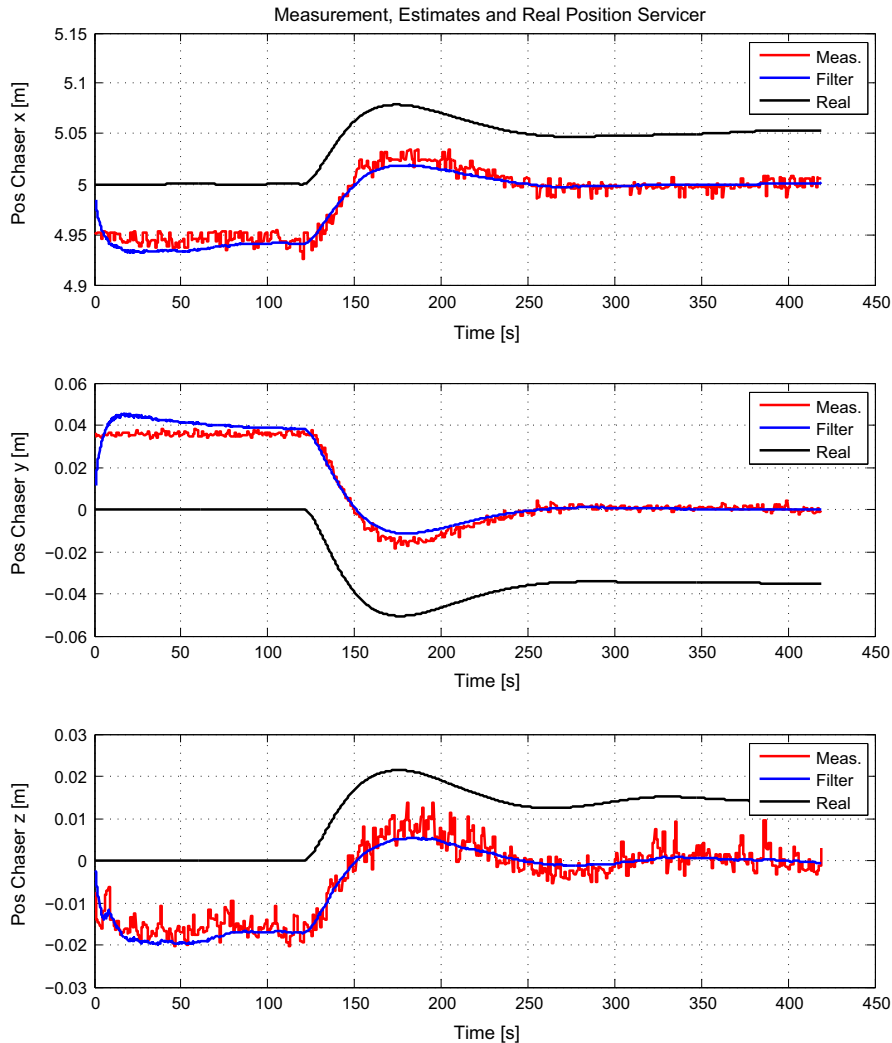 Measurement, Estimates and Real Position Servicer
5.15
5.1
5.05
5
4.95
4.9
Pos Chaser x [m]
Meas.
Filter
Real
0 50 100 150 200 250 300 350 400 450
Time [s]
0.06
0.04
0.02
0
−0.02
−0.04
−0.06
Pos Chaser y [m]
Meas.
Filter
Real
0 50 100 150 200 250 300 350 400 450
Time [s]
0.03
0.02
0.01
0
−0.01
−0.02
−0.03
Pos Chaser z [m]
Meas.
Filter
Real
0 50 100 150 200 250 300 350 400 450
Time [s]